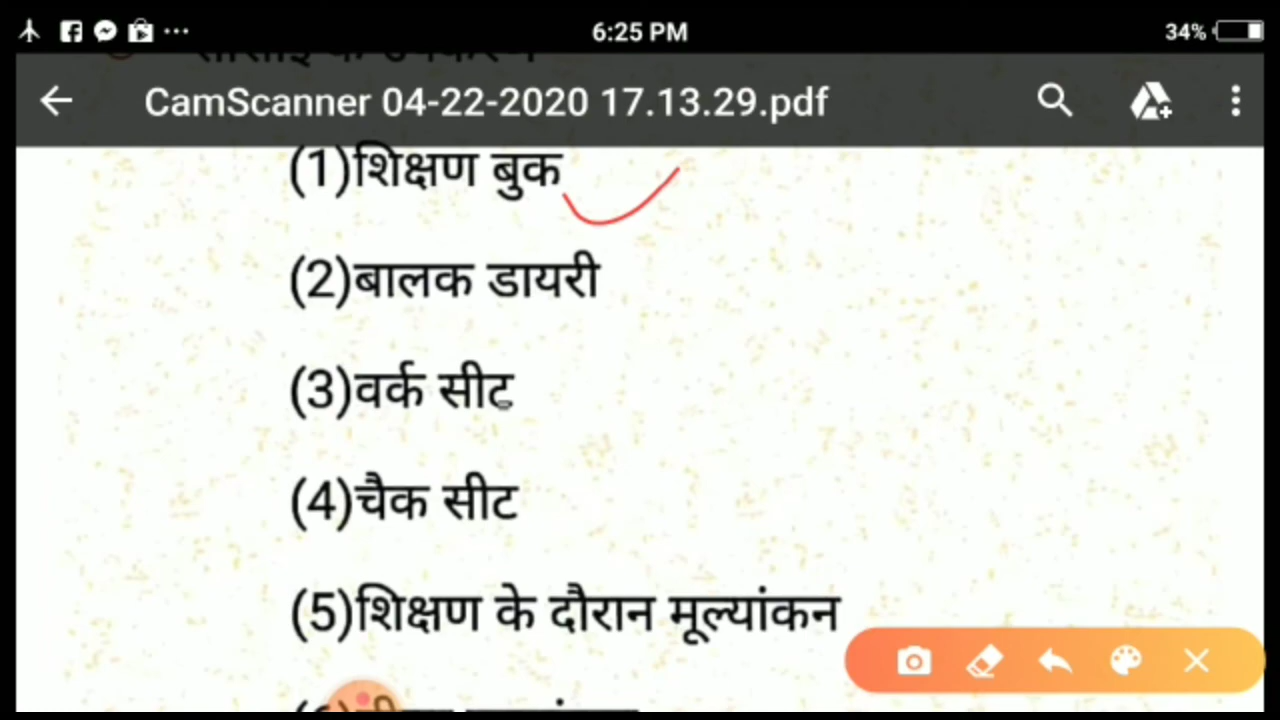 6:25 PM
34%
CamScanner 04-22-2020 17.13.29.pdf
(1)शिक्षण बुक
(2)बालक डायरी
(3)वर्क सीट
(4)चैक सीट
(5)शिक्षण के दौरान मूल्यांकन